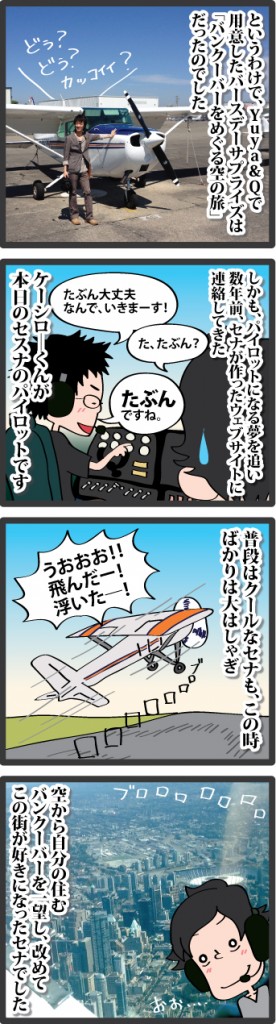 というわけで、Yuya&Qで
用意したバースデーサプライズは
「バンクーバーをめぐる空の旅」
だったのでした
どぅ?
どぅ?
カッコイイ?
しかも、パイロットになる夢を追い
数年前、セナが作ったウェブサイトに
連絡してきた
たぶん大丈夫
なんで、いきまーす!
た、たぶん?
たぶん
ですね。
ケーシローくんが
本日のセスナのパイロットです
普段はクールなセナも、この時
ばかりは大はしゃぎ
うおおお!!
飛んだー!
浮いたー!
ブロロロロロロ
空から自分の住む
バンクーバーを一望し、改めて
この街が好きになったセナでした
おぉ……